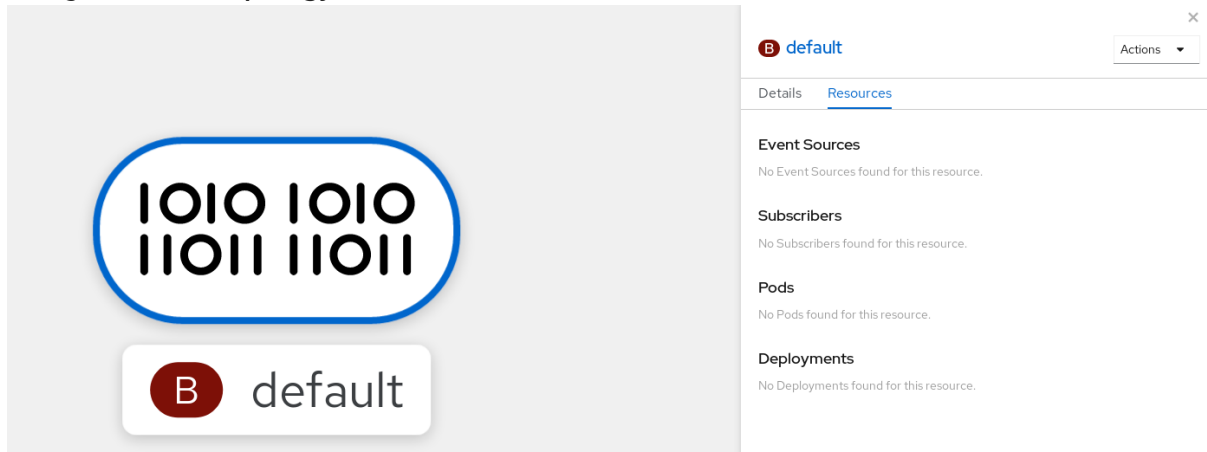 1010 1010
11011 11011
B default
B default
Actions
Details Resources
Event Sources
No Event Sources found for this resource.
Subscribers
No Subscribers found for this resource.
Pods
No Pods found for this resource.
Deployments
No Deployments found for this resource.